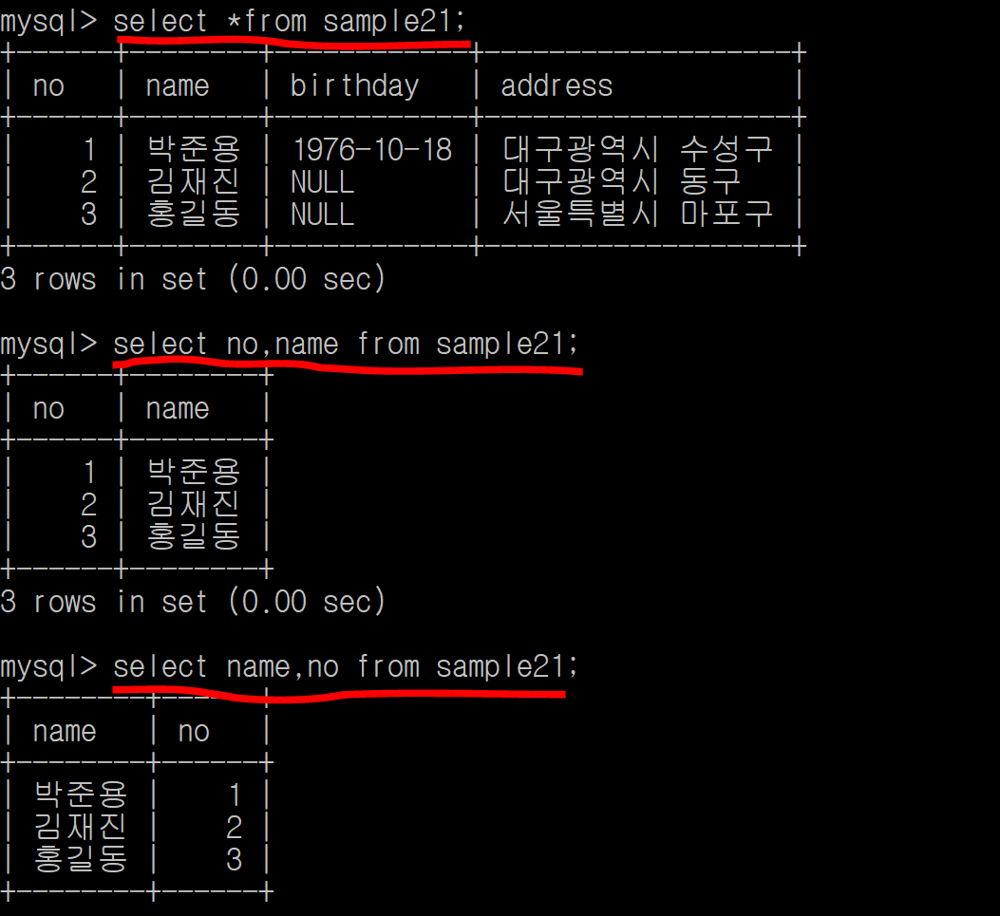 mysql> select *from sample21;
+------+--------+------------+-------------------+
| no   | name   | birthday   | address           |
+------+--------+------------+-------------------+
|    1 | 박준용 | 1976-10-18 | 대구광역시 수성구 |
|    2 | 김재진 | NULL       | 대구광역시 동구   |
|    3 | 홍길동 | NULL       | 서울특별시 마포구 |
+------+--------+------------+-------------------+
3 rows in set (0.00 sec)
mysql> select no,name from sample21;
+------+--------+
| no   | name   |
+------+--------+
|    1 | 박준용 |
|    2 | 김재진 |
|    3 | 홍길동 |
+------+--------+
3 rows in set (0.00 sec)
mysql> select name,no from sample21;
+--------+------+
| name   | no   |
+--------+------+
| 박준용 |    1 |
| 김재진 |    2 |
| 홍길동 |    3 |
+--------+------+